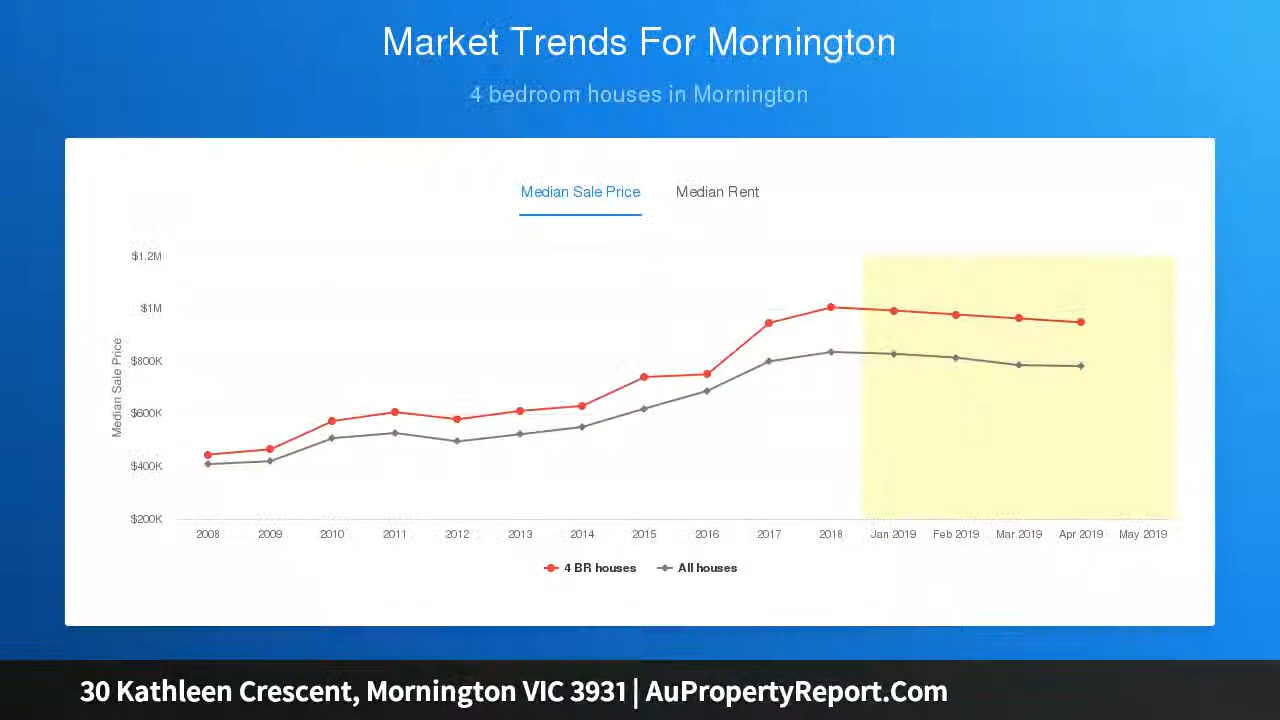 Market Trends For Mornington
4 bedroom houses in Mornington
Median Sale Price Median Rent
$1.2M
$1M
$800K
$600K
$400K
$200K
Median Sale Price
2008 2009 2010 2011 2012 2013 2014 2015 2016 2017 2018 Jan 2019 Feb 2019 Mar 2019 Apr 2019 May 2019
4 BR houses All houses
30 Kathleen Crescent, Mornington VIC 3931 | AuPropertyReport.Com